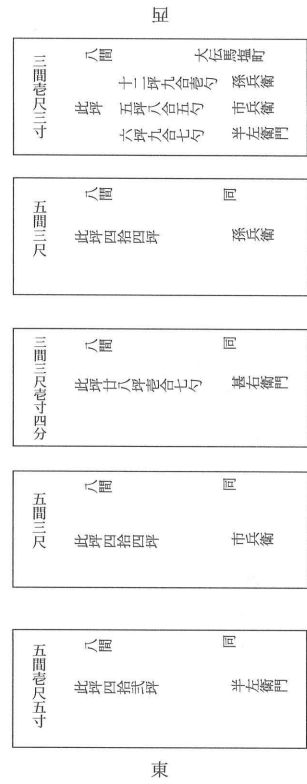 西
三間壱尺三寸
八間
大伝馬塩町
十二坪九合壱勺 孫兵衛
此坪 五坪八合五勺 市兵衛
六坪九合七勺 半左衛門
五間三尺
八間 同
此坪四拾四坪 孫兵衛
三間三尺壱寸四分
八間 同
此坪廿八坪壱合七勺 甚右衛門
五間三尺
八間 同
此坪四拾四坪 市兵衛
五間壱尺五寸
八間 同
此坪四拾弐坪 半左衛門
東